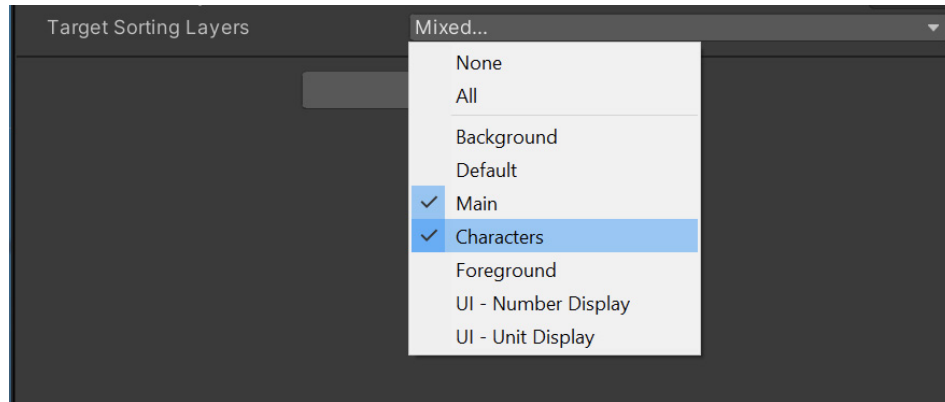 Target Sorting Layers Mixed...
None
All
Background
Default
Main
Characters
Foreground
UI - Number Display
UI - Unit Display